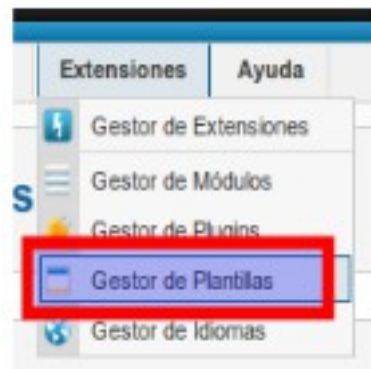 Extensiones Ayuda
Gestor de Extensiones
s
Gestor de Módulos
Gestor de Plugins
Gestor de Plantillas
Gestor de Idiomas